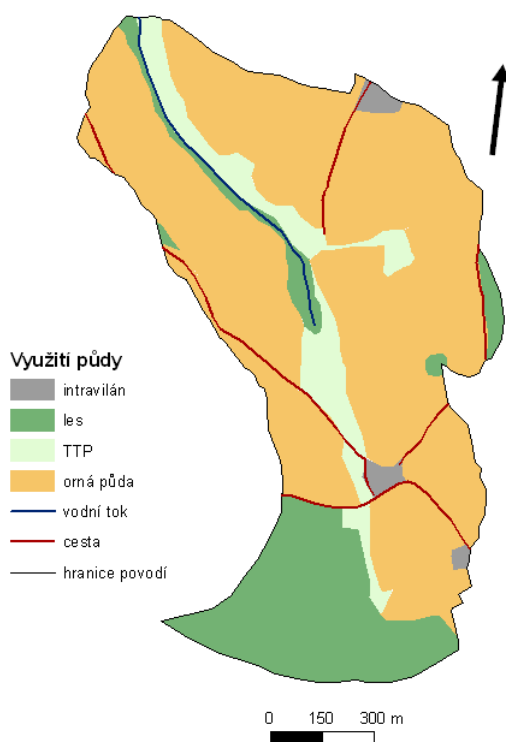 Využití půdy
intravilán
les
TTP
orná půda
vodní tok
cesta
hranice povodí
0 150 300 m